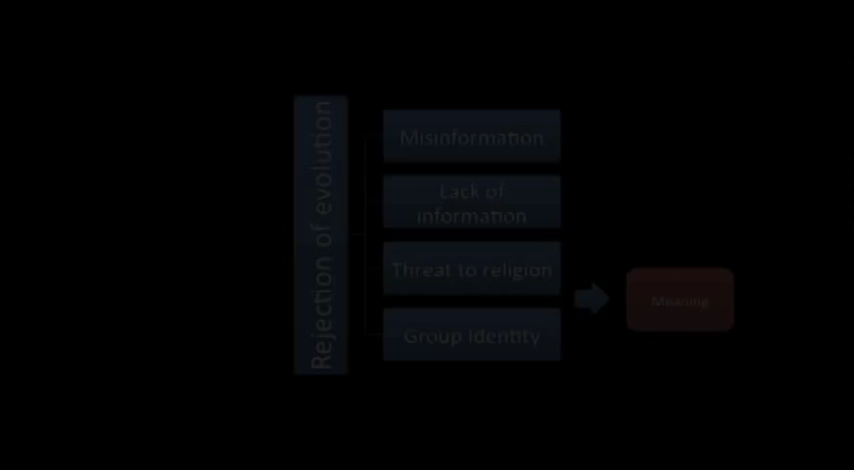 Rejection of evolution
Misinformation
Lack of
information
Threat to religion
Group Identity
Meaning